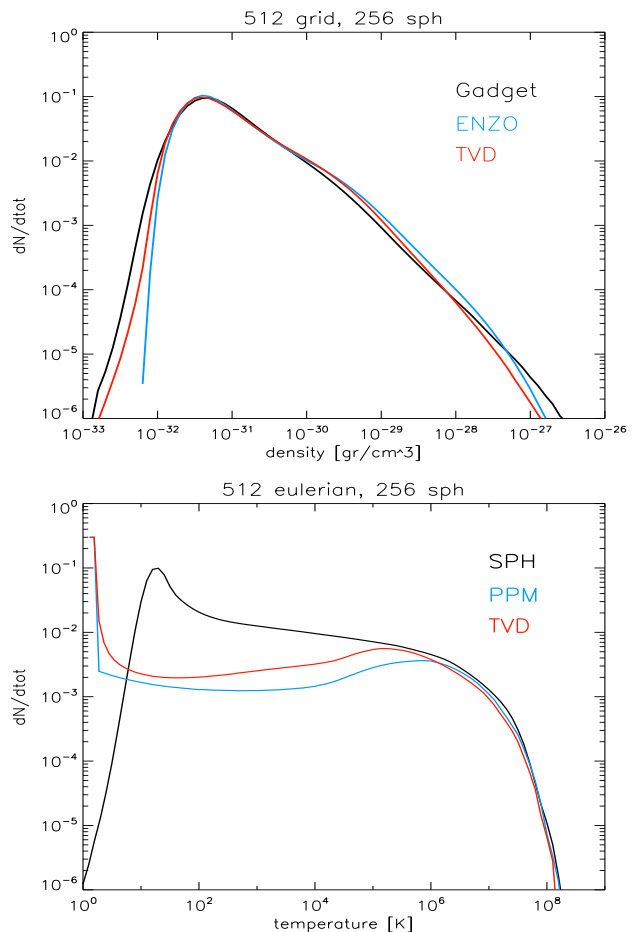 512 grid, 256 sph
10^0
10^-1
10^-2
10^-3
10^-4
10^-5
10^-6
dN/dtot
Gadget
ENZO
TVD
10^-33 10^-32 10^-31 10^-30 10^-29 10^-28 10^-27 10^-26
density [gr/cm^3]
512 eulerian, 256 sph
10^0
10^-1
10^-2
10^-3
10^-4
10^-5
10^-6
dN/dtot
SPH
PPM
TVD
10^0 10^2 10^4 10^6 10^8
temperature [K]